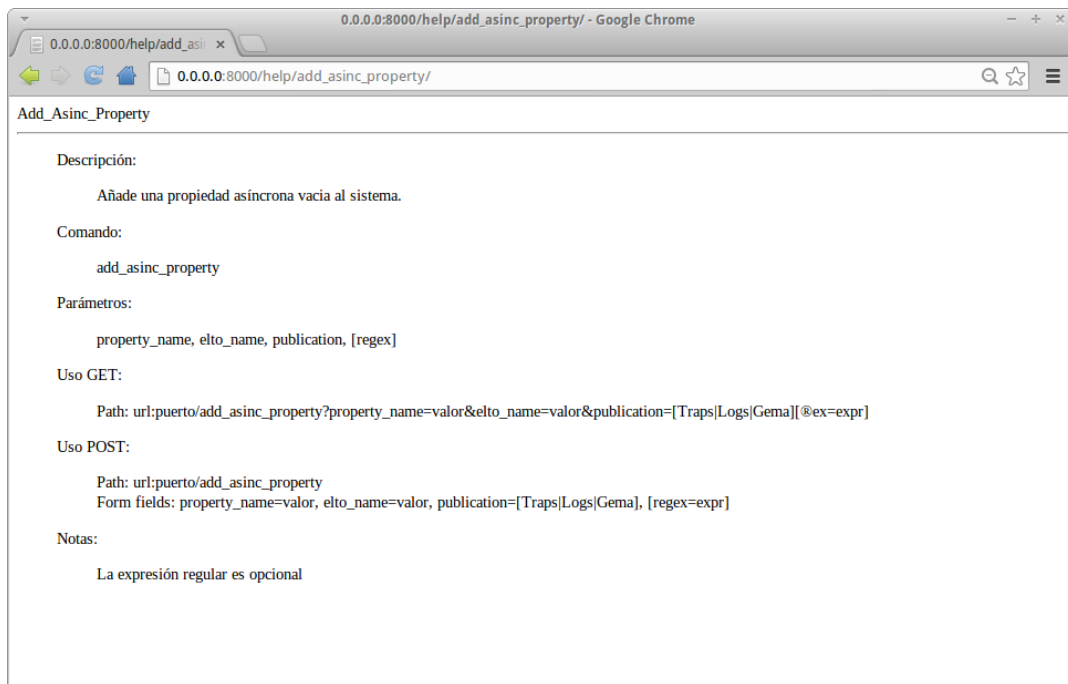 0.0.0.0:8000/help/add_asinc_property/ - Google Chrome
0.0.0.0:8000/help/add_asi
0.0.0.0:8000/help/add_asinc_property/
Add_Asinc_Property
Descripción:
Añade una propiedad asíncrona vacia al sistema.
Comando:
add_asinc_property
Parámetros:
property_name, elto_name, publication, [regex]
Uso GET:
Path: url:puerto/add_asinc_property?property_name=valor&elto_name=valor&publication=[Traps|Logs|Gema][®ex=expr]
Uso POST:
Path: url:puerto/add_asinc_property
Form fields: property_name=valor, elto_name=valor, publication=[Traps|Logs|Gema], [regex=expr]
Notas:
La expresión regular es opcional